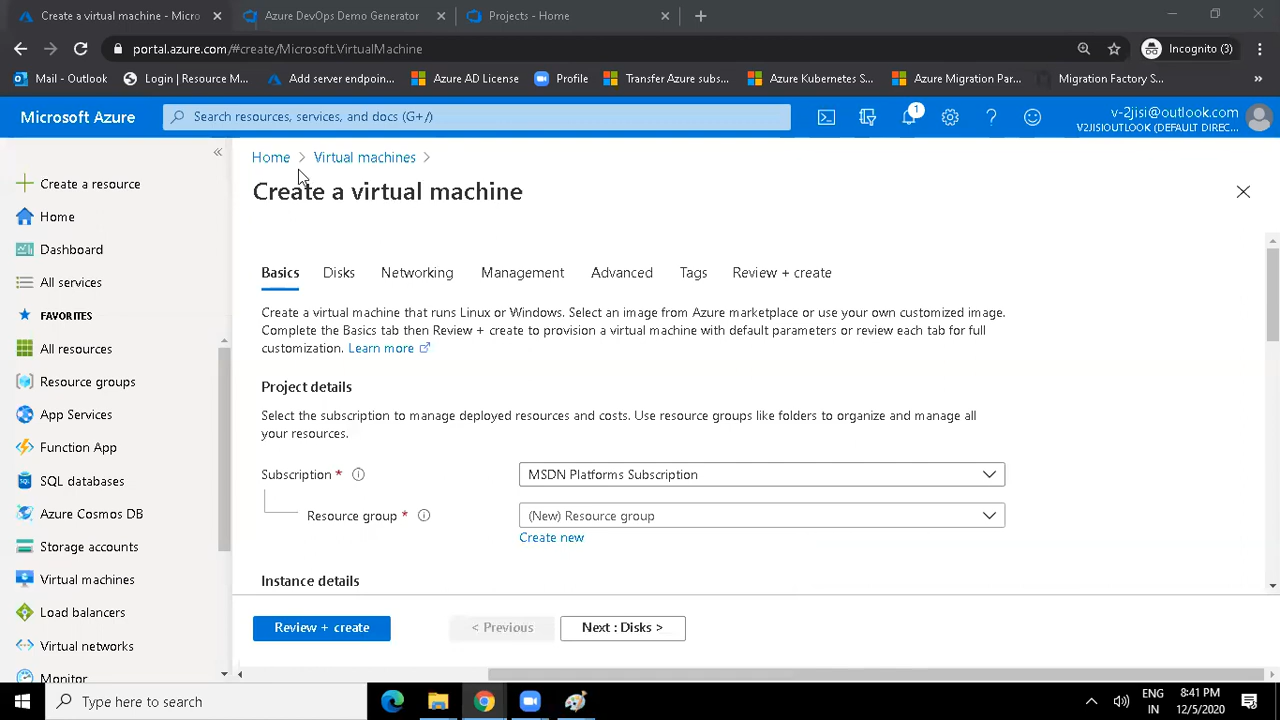 Create a virtual machine - Micro
Azure DevOps Demo Generator
Projects - Home
portal.azure.com/#create/Microsoft.VirtualMachine
Incognito (3)
Mail - Outlook
Login | Resource M...
Add server endpoin...
Azure AD License
Profile
Transfer Azure subs...
Azure Kubernetes S...
Azure Migration Par...
Migration Factory S...
Microsoft Azure
Search resources, services, and docs (G+/)
1
v-2jisi@outlook.com
V2JISIOUTLOOK (DEFAULT DIREC...
Home > Virtual machines >
Create a virtual machine
Create a resource
Home
Dashboard
All services
FAVORITES
All resources
Resource groups
App Services
Function App
SQL databases
Azure Cosmos DB
Storage accounts
Virtual machines
Load balancers
Virtual networks
Monitor
Basics
Disks
Networking
Management
Advanced
Tags
Review + create
Create a virtual machine that runs Linux or Windows. Select an image from Azure marketplace or use your own customized image.
Complete the Basics tab then Review + create to provision a virtual machine with default parameters or review each tab for full
customization. Learn more
Project details
Select the subscription to manage deployed resources and costs. Use resource groups like folders to organize and manage all
your resources.
Subscription *
MSDN Platforms Subscription
Resource group *
(New) Resource group
Create new
Instance details
Review + create
< Previous
Next : Disks >
Type here to search
ENG
IN
8:41 PM
12/5/2020